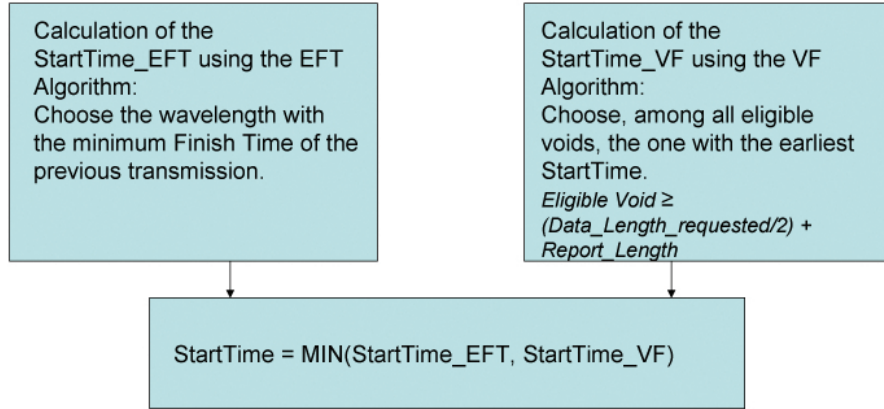 Calculation of the
StartTime_EFT using the EFT
Algorithm:
Choose the wavelength with
the minimum Finish Time of the
previous transmission.
Calculation of the
StartTime_VF using the VF
Algorithm:
Choose, among all eligible
voids, the one with the earliest
StartTime.
Eligible Void ≥
(Data_Length_requested/2) +
Report_Length
StartTime = MIN(StartTime_EFT, StartTime_VF)